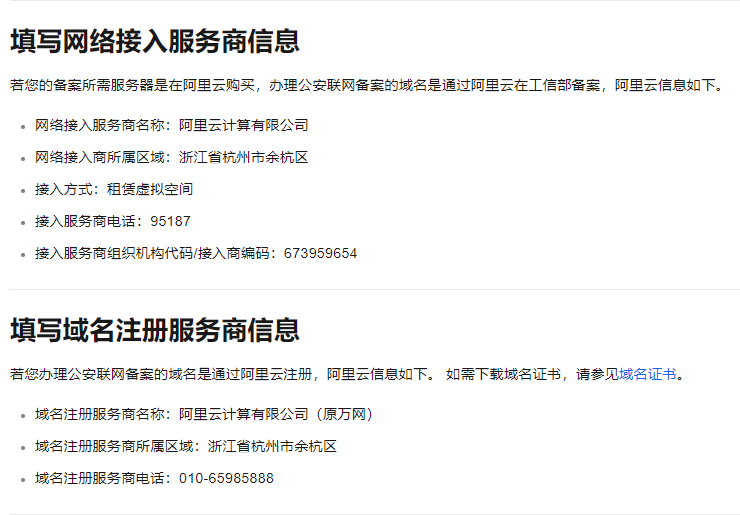 填写网络接入服务商信息
若您的备案所需服务器是在阿里云购买，办理公安联网备案的域名是通过阿里云在工信部备案，阿里云信息如下。
网络接入服务商名称：阿里云计算有限公司
网络接入商所属区域：浙江省杭州市余杭区
接入方式：租赁虚拟空间
接入服务商电话：95187
接入服务商组织机构代码/接入商编码：673959654
填写域名注册服务商信息
若您办理公安联网备案的域名是通过阿里云注册，阿里云信息如下。 如需下载域名证书，请参见域名证书。
域名注册服务商名称：阿里云计算有限公司（原万网）
域名注册服务商所属区域：浙江省杭州市余杭区
域名注册服务商电话：010-65985888